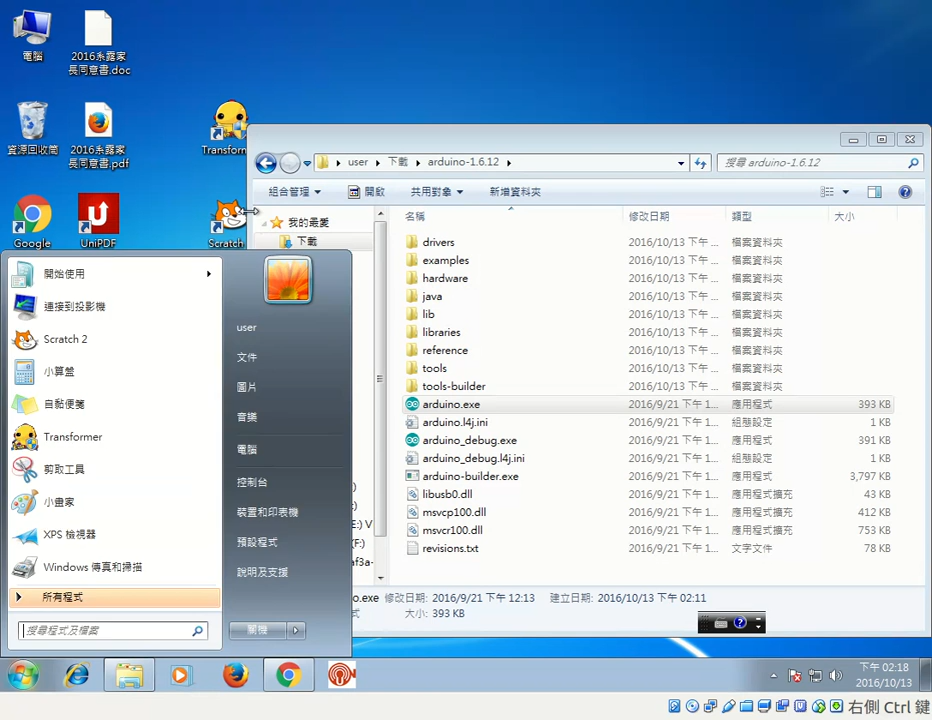 電腦
2016糸露家
長同意書.doc
資源回收筒
2016糸露家
長同意書.pdf
Transform
Google
UniPDF
Scratch
user
下載
arduino-1.6.12
搜尋 arduino-1.6.12
組合管理
開啟
共用對象
新增資料夾
我的最愛
下載
名稱
修改日期
類型
大小
drivers 2016/10/13 下午 ... 檔案資料夾
examples 2016/10/13 下午 ... 檔案資料夾
hardware 2016/10/13 下午 ... 檔案資料夾
java 2016/10/13 下午 ... 檔案資料夾
lib 2016/10/13 下午 ... 檔案資料夾
libraries 2016/10/13 下午 ... 檔案資料夾
reference 2016/10/13 下午 ... 檔案資料夾
tools 2016/10/13 下午 ... 檔案資料夾
tools-builder 2016/10/13 下午 ... 檔案資料夾
arduino.exe 2016/9/21 下午 1... 應用程式 393 KB
arduino.l4j.ini 2016/9/21 下午 1... 組態設定 1 KB
arduino_debug.exe 2016/9/21 下午 1... 應用程式 391 KB
arduino_debug.l4j.ini 2016/9/21 下午 1... 組態設定 1 KB
arduino-builder.exe 2016/9/21 下午 1... 應用程式 3,797 KB
libusb0.dll 2016/9/21 下午 1... 應用程式擴充 43 KB
msvcp100.dll 2016/9/21 下午 1... 應用程式擴充 412 KB
msvcr100.dll 2016/9/21 下午 1... 應用程式擴充 753 KB
revisions.txt 2016/9/21 下午 1... 文字文件 78 KB
:)
:)
E:) V
(F:)
af3a-
o.exe 修改日期: 2016/9/21 下午 12:13 建立日期: 2016/10/13 下午 02:11
式 大小: 393 KB
開始使用
連接到投影機
Scratch 2
小算盤
自黏便箋
Transformer
剪取工具
小畫家
XPS 檢視器
Windows 傳真和掃描
所有程式
搜尋程式及檔案
user
文件
圖片
音樂
電腦
控制台
裝置和印表機
預設程式
說明及支援
關機
下午 02:18
2016/10/13
右側 Ctrl 鍵